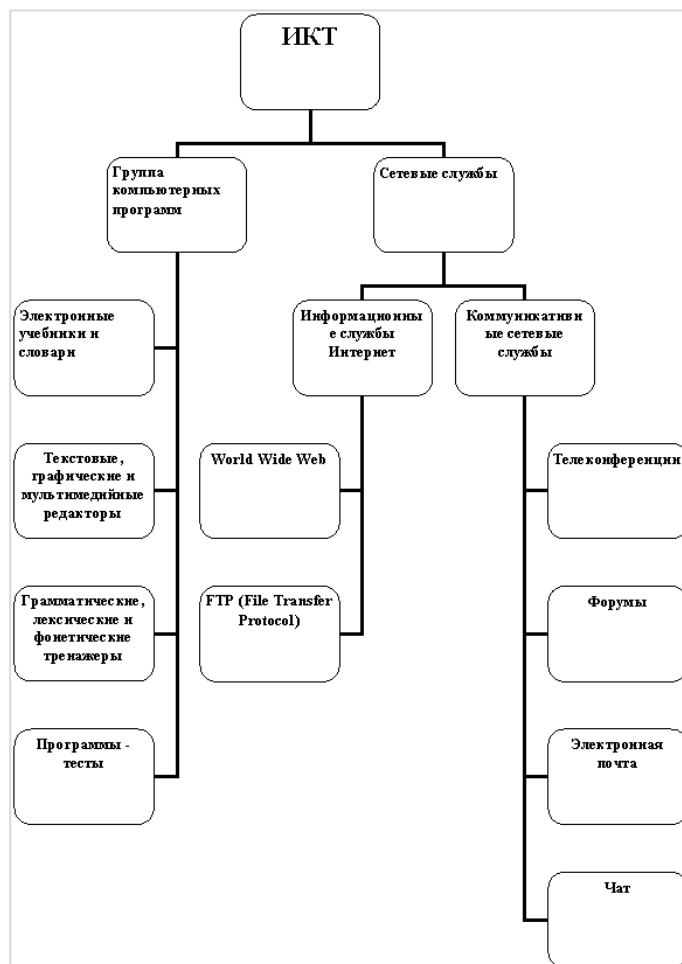 ИКТ
Группа
компьютерных
программ
Сетевые службы
Электронные
учебники и
словари
Информационны
е службы
Интернет
Коммуникативн
ые сетевые
службы
Текстовые,
графические и
мультимедийные
редакторы
World Wide Web
Телеконференции
Грамматические,
лексические и
фонетические
тренажеры
FTP (File Transfer
Protocol)
Форумы
Программы -
тесты
Электронная
почта
Чат